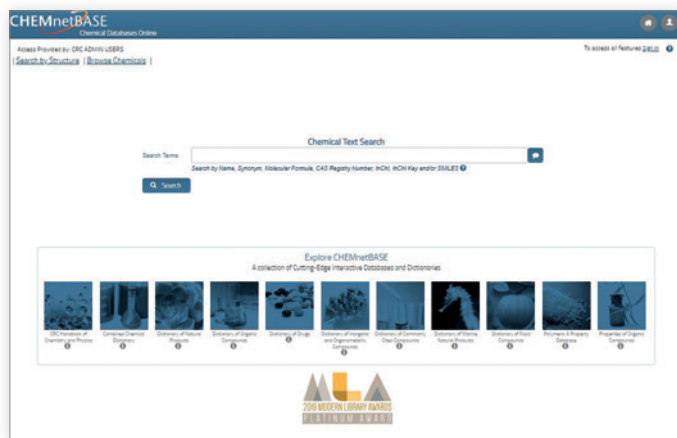 CHEMnetBASE
Chemical Databases Online
Access Provided by: CRC ADMIN USERS
To access all features sign in
| Search by Structure | Browse Chemicals |
Chemical Text Search
Search Terms
Search by Name, Synonym, Molecular Formula, CAS Registry Number, InChI, InChI Key and/or SMILES
Search
Explore CHEMnetBASE
A collection of Cutting-Edge Interactive Databases and Dictionaries
CRC Handbook of
Chemistry and Physics
Combined Chemical
Dictionary
Dictionary of Natural
Products
Dictionary of Organic
Compounds
Dictionary of Drugs
Dictionary of Inorganic
and Organometallic
Compounds
Dictionary of Commonly
Cited Compounds
Dictionary of Marine
Natural Products
Dictionary of Food
Compounds
Polymers: A Property
Database
Properties of Organic
Compounds
MLA
2019 MODERN LIBRARY AWARDS
PLATINUM AWARD